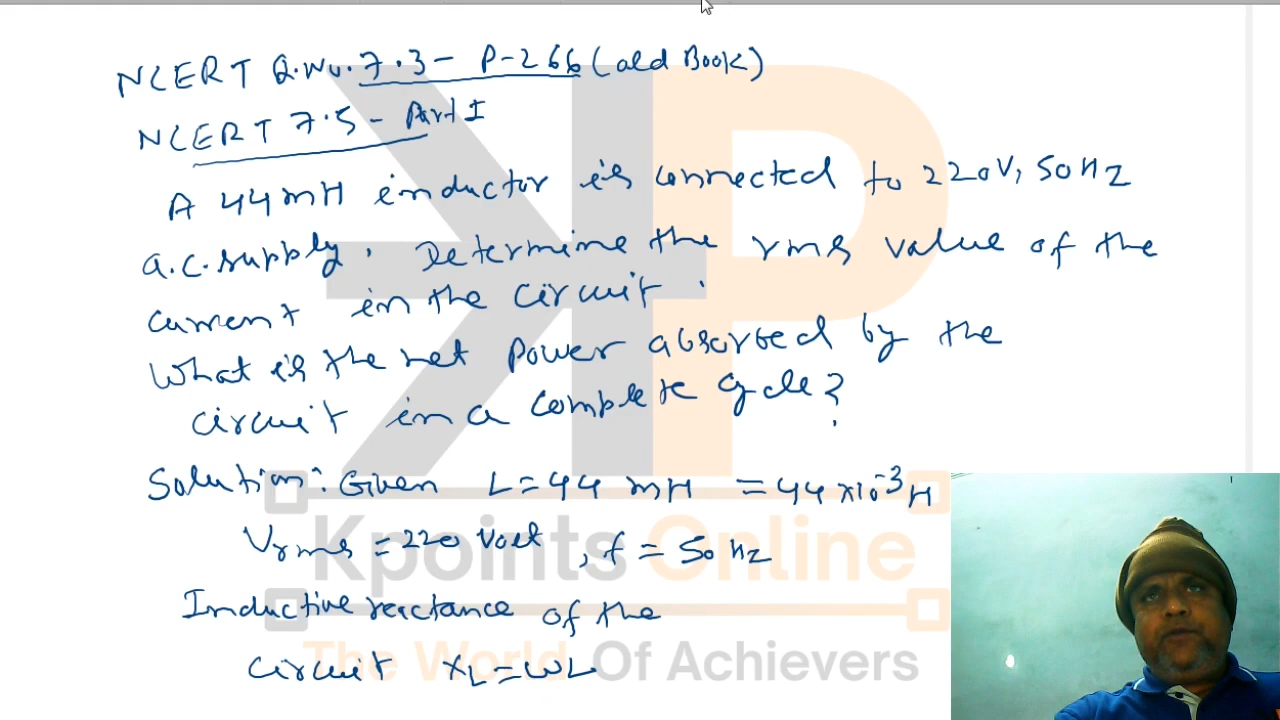 NCERT Q.No. 7.3 - P-266 (old Book)
NCERT 7.5 - Part I
A 44mH inductor is connected to 220V, 50Hz
a.c. supply. Determine the rms value of the
current in the circuit.
What is the net power absorbed by the
circuit in a complete cycle?
Solution: Given L = 44 mH = 44 × 10⁻³ H
Vrms = 220 Volt, f = 50 Hz
Kpoints Online
Inductive reactance of the
circuit X_L = ωL
The World Of Achievers